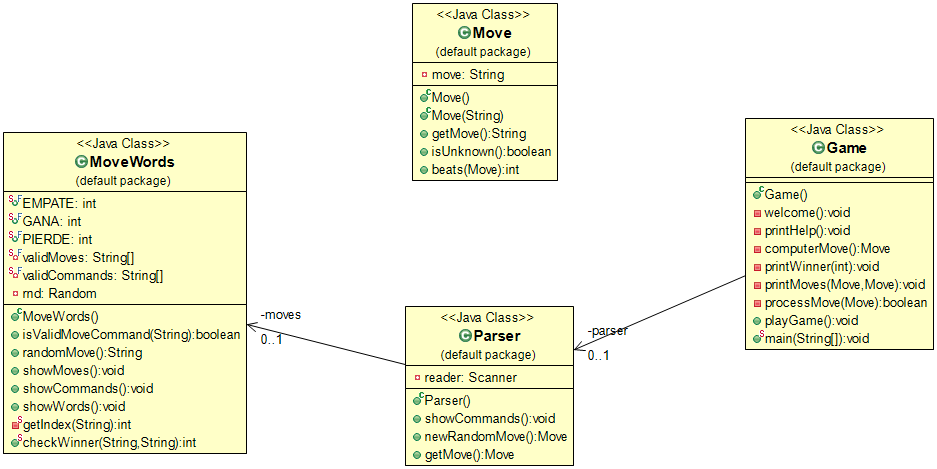 <<Java Class>>
Move
(default package)
move: String
Move()
Move(String)
getMove():String
isUnknown():boolean
beats(Move):int
<<Java Class>>
MoveWords
(default package)
EMPATE: int
GANA: int
PIERDE: int
validMoves: String[]
validCommands: String[]
rnd: Random
MoveWords()
isValidMoveCommand(String):boolean
randomMove():String
showMoves():void
showCommands():void
showWords():void
getIndex(String):int
checkWinner(String,String):int
-moves
0..1
<<Java Class>>
Parser
(default package)
reader: Scanner
Parser()
showCommands():void
newRandomMove():Move
getMove():Move
-parser
0..1
<<Java Class>>
Game
(default package)
Game()
welcome():void
printHelp():void
computerMove():Move
printWinner(int):void
printMoves(Move,Move):void
processMove(Move):boolean
playGame():void
main(String[]):void